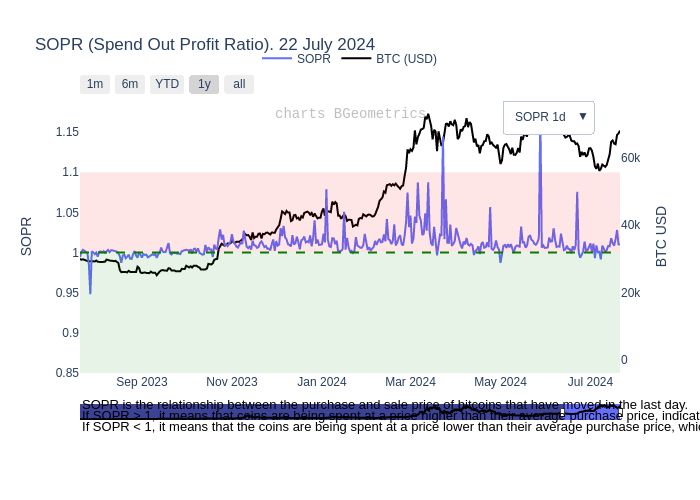 SOPR (Spend Out Profit Ratio). 22 July 2024
SOPR BTC (USD)
1m 6m YTD 1y all
charts BGeometrics
SOPR 1d ▼
1.15
1.1
1.05
1
0.95
0.9
0.85
SOPR
60k
40k
20k
0
BTC USD
Sep 2023 Nov 2023 Jan 2024 Mar 2024 May 2024 Jul 2024
SOPR is the relationship between the purchase and sale price of bitcoins that have moved in the last day.
If SOPR > 1, it means that coins are being spent at a price higher than their average purchase price, indicat
If SOPR < 1, it means that the coins are being spent at a price lower than their average purchase price, whic